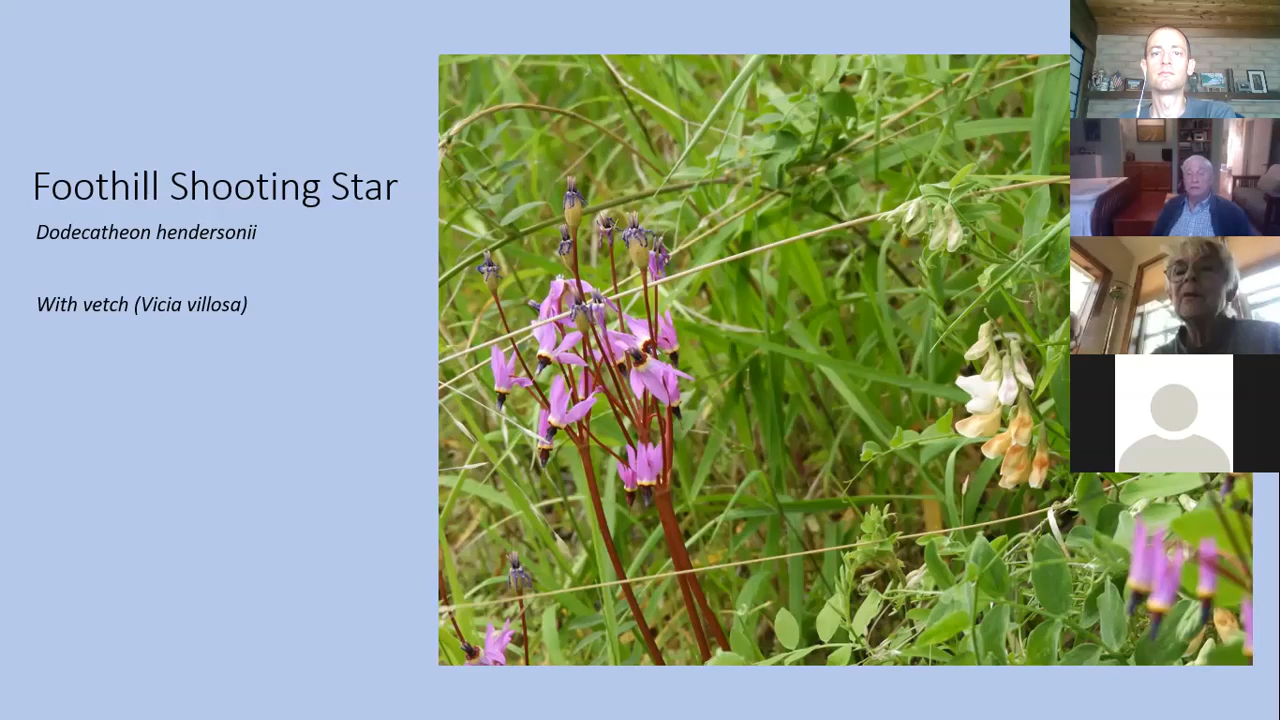 Foothill Shooting Star
Dodecatheon hendersonii
With vetch (Vicia villosa)